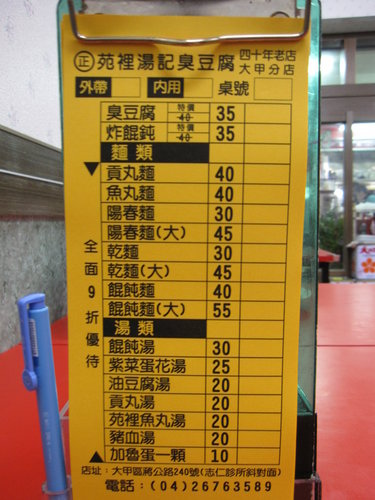 正 苑裡湯記臭豆腐 四十年老店 大甲分店
外帶 內用 桌號
臭豆腐 特價 40 35
炸餛飩 特價 40 35
麵類
貢丸麵 40
魚丸麵 40
陽春麵 30
陽春麵(大) 45
乾麵 30
乾麵(大) 45
餛飩麵 40
餛飩麵(大) 55
湯類
餛飩湯 30
紫菜蛋花湯 25
油豆腐湯 20
貢丸湯 20
苑裡魚丸湯 20
豬血湯 20
加魯蛋一顆 10
全面9折優待
店址：大甲區蔣公路240號(志仁診所斜對面)
電話：(04)26763589